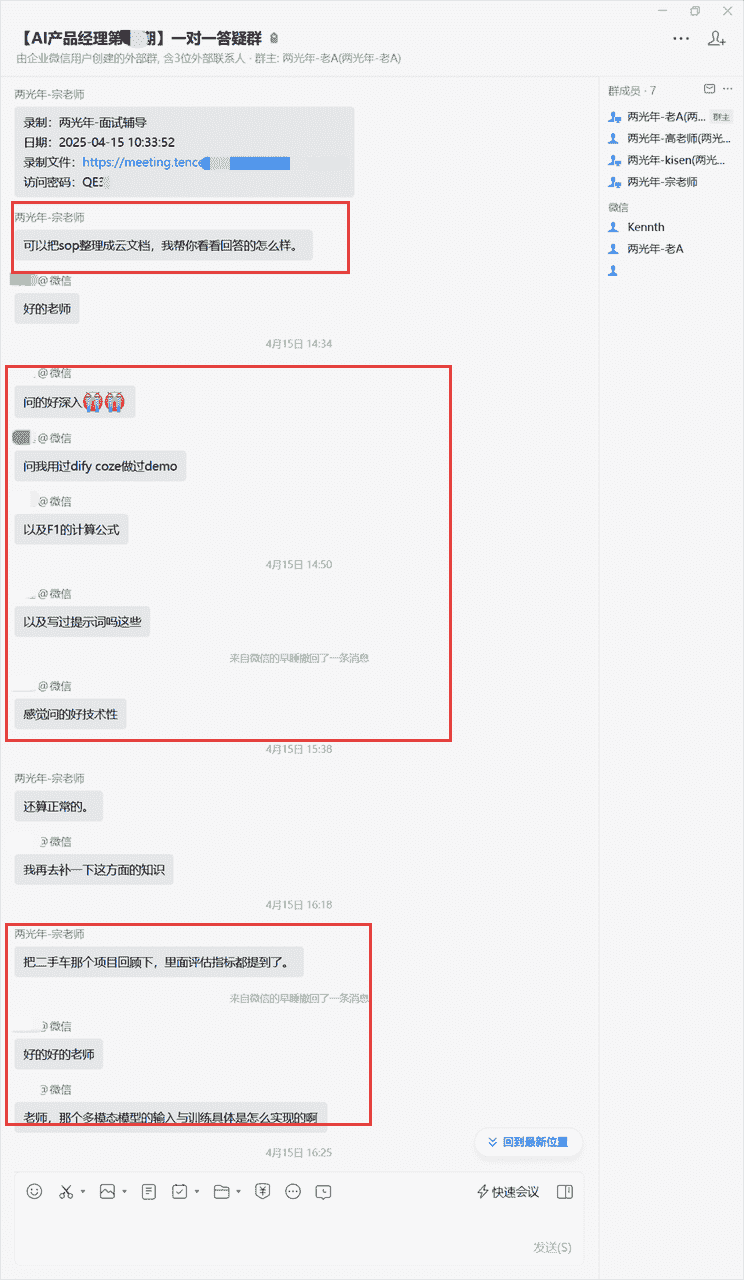 【AI产品经理第 期】一对一答疑群
由企业微信用户创建的外部群, 含3位外部联系人 · 群主: 两光年-老A(两光年-老A)
两光年-宗老师
录制：两光年-面试辅导
日期：2025-04-15 10:33:52
录制文件：https://meeting.tence
访问密码：QE3
两光年-宗老师
可以把sop整理成云文档，我帮你看看回答的怎么样。
@微信
好的老师
4月15日 14:34
@微信
问的好深入
@微信
问我用过dify coze做过demo
@微信
以及F1的计算公式
4月15日 14:50
@微信
以及写过提示词吗这些
来自微信的早睡撤回了一条消息
@微信
感觉问的好技术性
4月15日 15:38
两光年-宗老师
还算正常的。
@微信
我再去补一下这方面的知识
4月15日 16:18
两光年-宗老师
把二手车那个项目回顾下，里面评估指标都提到了。
来自微信的早睡撤回了一条消息
@微信
好的好的老师
@微信
老师，那个多模态模型的输入与训练具体是怎么实现的啊
4月15日 16:25
回到最新位置
快速会议
发送(S)
群成员 · 7
两光年-老A(两... 群主
两光年-高老师(两光...
两光年-kisen(两光...
两光年-宗老师
微信
Kennth
两光年-老A